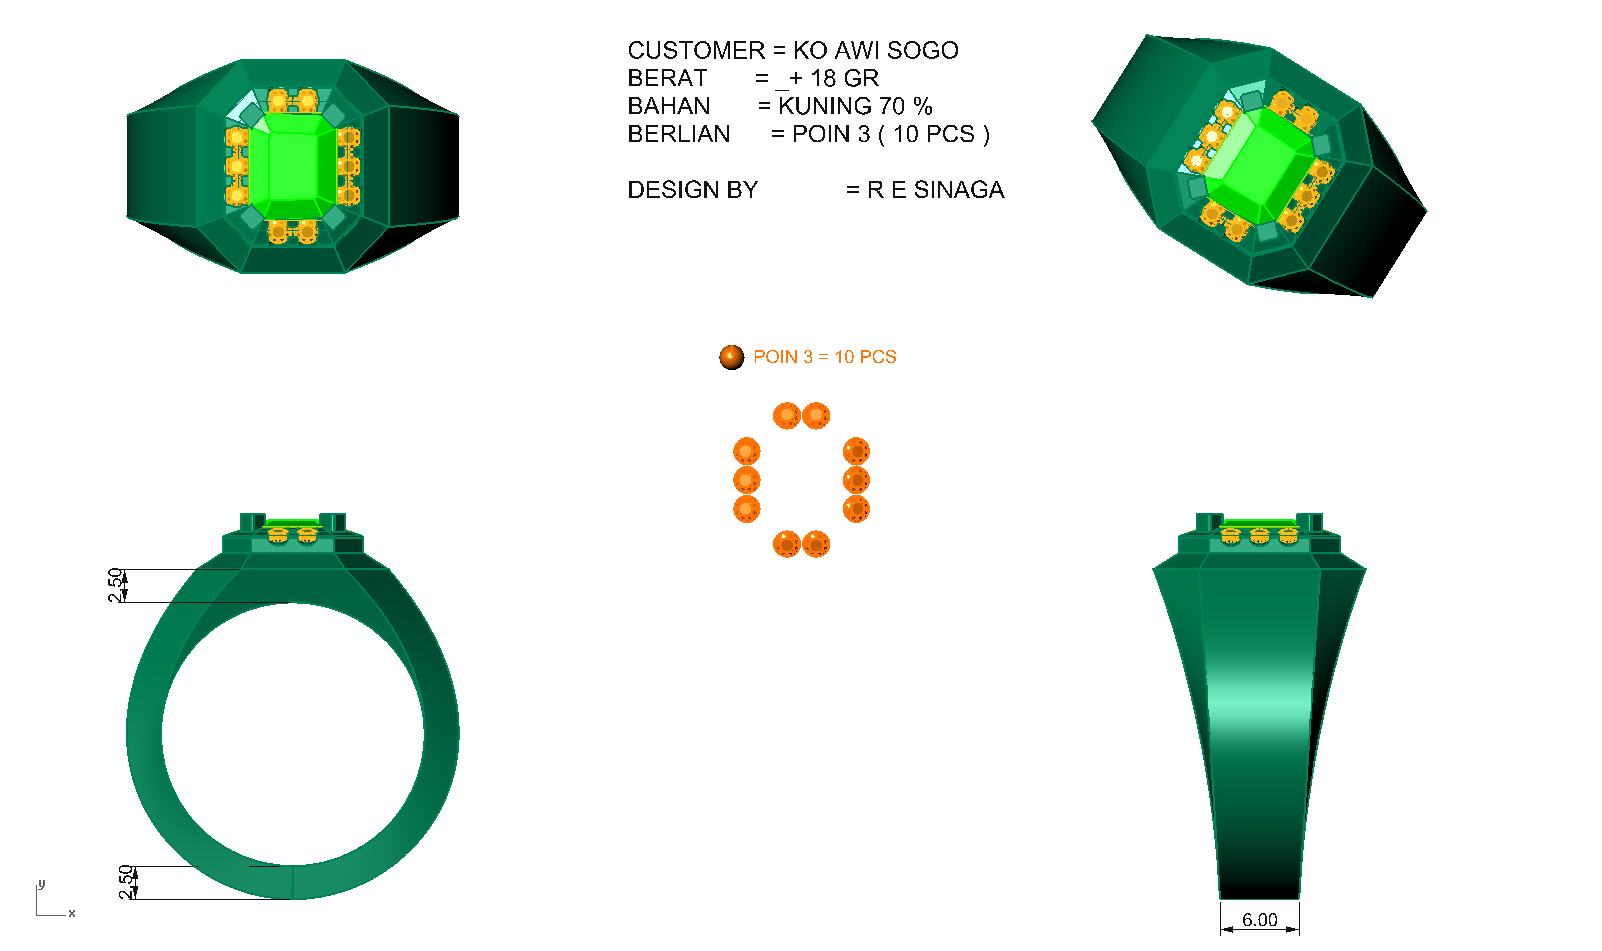 CUSTOMER = KO AWI SOGO
BERAT = _+ 18 GR
BAHAN = KUNING 70 %
BERLIAN = POIN 3 ( 10 PCS )
DESIGN BY = R E SINAGA
POIN 3 = 10 PCS
2.50
2.50
6.00
y
x